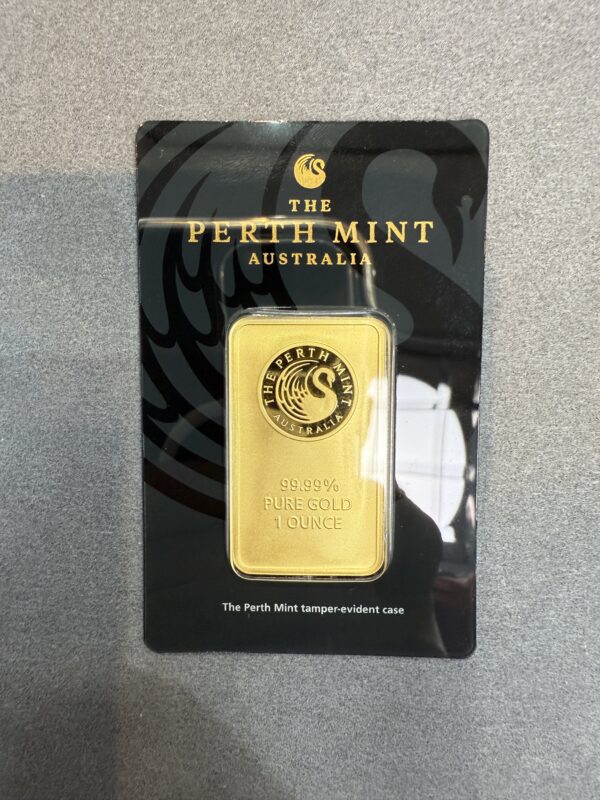 THE
PERTH MINT
AUSTRALIA
THE PERTH MINT
AUSTRALIA
99.99%
PURE GOLD
1 OUNCE
The Perth Mint tamper-evident case